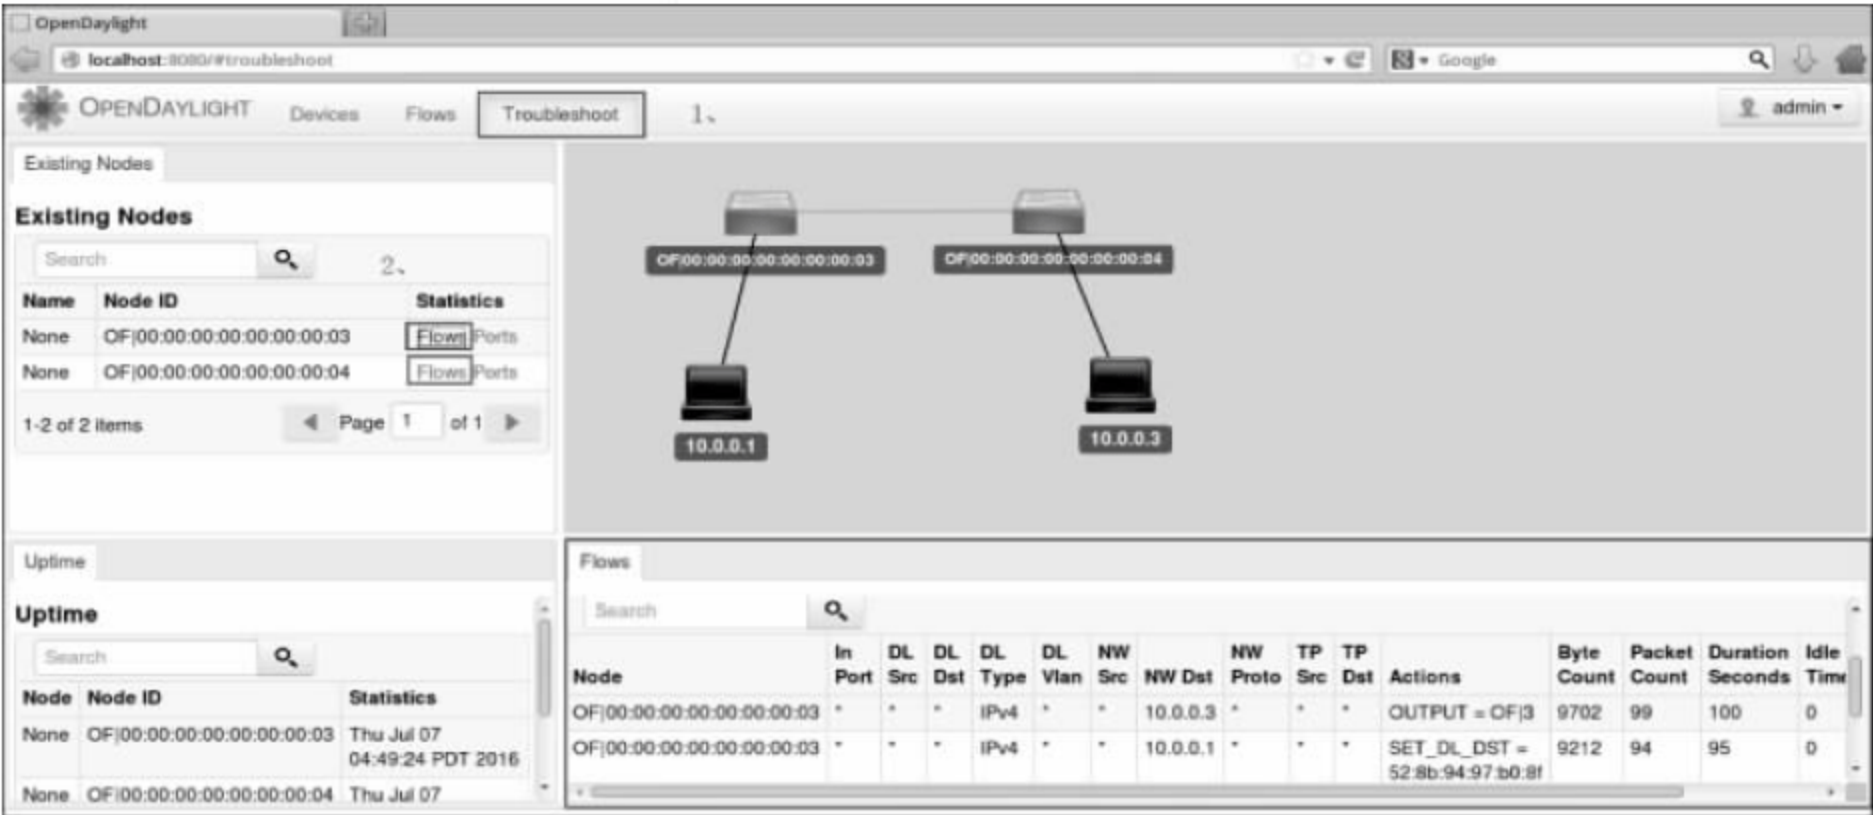 OpenDaylight
localhost:8080/#troubleshoot
Google
OPENDAYLIGHT Devices Flows Troubleshoot 1、 admin
Existing Nodes
Existing Nodes
Search 2、
Name Node ID Statistics
None OF|00:00:00:00:00:00:00:03 Flows Ports
None OF|00:00:00:00:00:00:00:04 Flows Ports
1-2 of 2 items Page 1 of 1
OF|00:00:00:00:00:00:00:03 OF|00:00:00:00:00:00:00:04
10.0.0.1 10.0.0.3
Uptime
Uptime
Search
Node Node ID Statistics
None OF|00:00:00:00:00:00:00:03 Thu Jul 07
04:49:24 PDT 2016
None OF|00:00:00:00:00:00:00:04 Thu Jul 07
Flows
Search
Node In Port DL Src DL Dst DL Type DL Vlan NW Src NW Dst NW Proto TP Src TP Dst Actions Byte Count Packet Count Duration Seconds Idle Time
OF|00:00:00:00:00:00:00:03 * * * IPv4 * * 10.0.0.3 * * * OUTPUT = OF|3 9702 99 100 0
OF|00:00:00:00:00:00:00:03 * * * IPv4 * * 10.0.0.1 * * * SET_DL_DST = 9212 94 95 0
52:8b:94:97:b0:8f